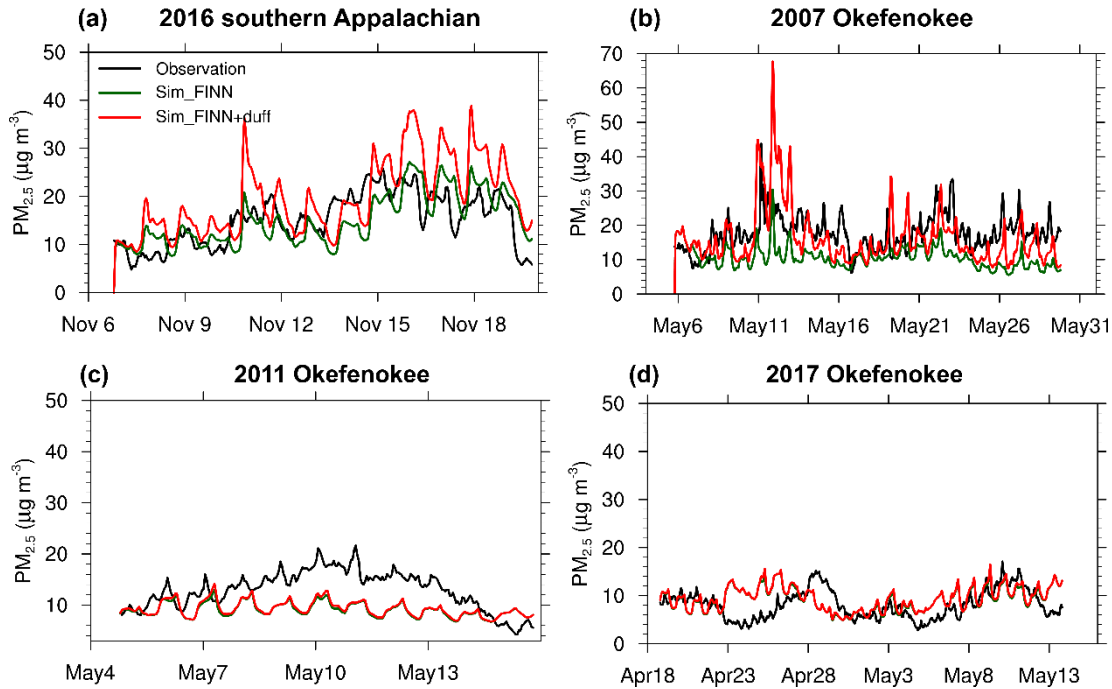 (a) 2016 southern Appalachian
PM2.5 (µg m-3)
50
40
30
20
10
0
Observation
Sim_FINN
Sim_FINN+duff
Nov 6 Nov 9 Nov 12 Nov 15 Nov 18
(b) 2007 Okefenokee
PM2.5 (µg m-3)
70
60
50
40
30
20
10
0
May6 May11 May16 May21 May26 May31
(c) 2011 Okefenokee
PM2.5 (µg m-3)
50
40
30
20
10
May4 May7 May10 May13
(d) 2017 Okefenokee
PM2.5 (µg m-3)
50
40
30
20
10
0
Apr18 Apr23 Apr28 May3 May8 May13